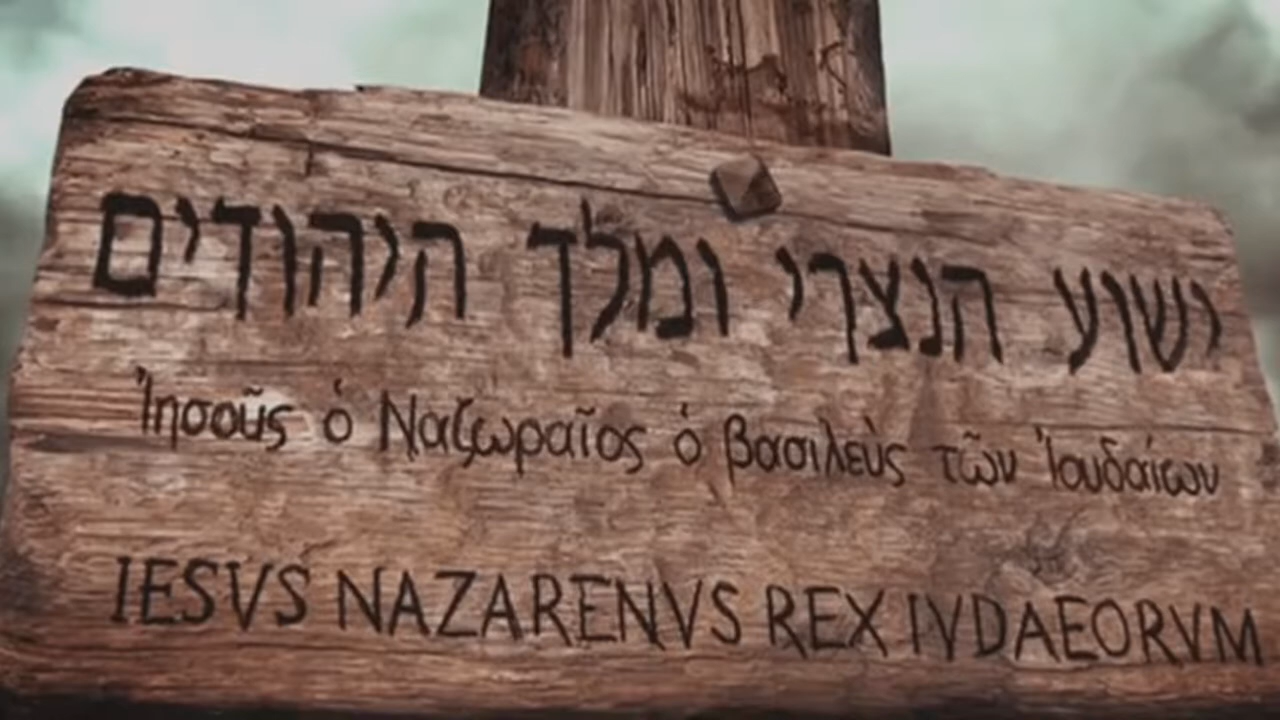 ישוע הנצרי ומלך היהודים
Ἰησοῦς ὁ Ναζωραῖος ὁ βασιλεὺς τῶν Ἰουδαίων
IESVS NAZARENVS REX IVDAEORVM